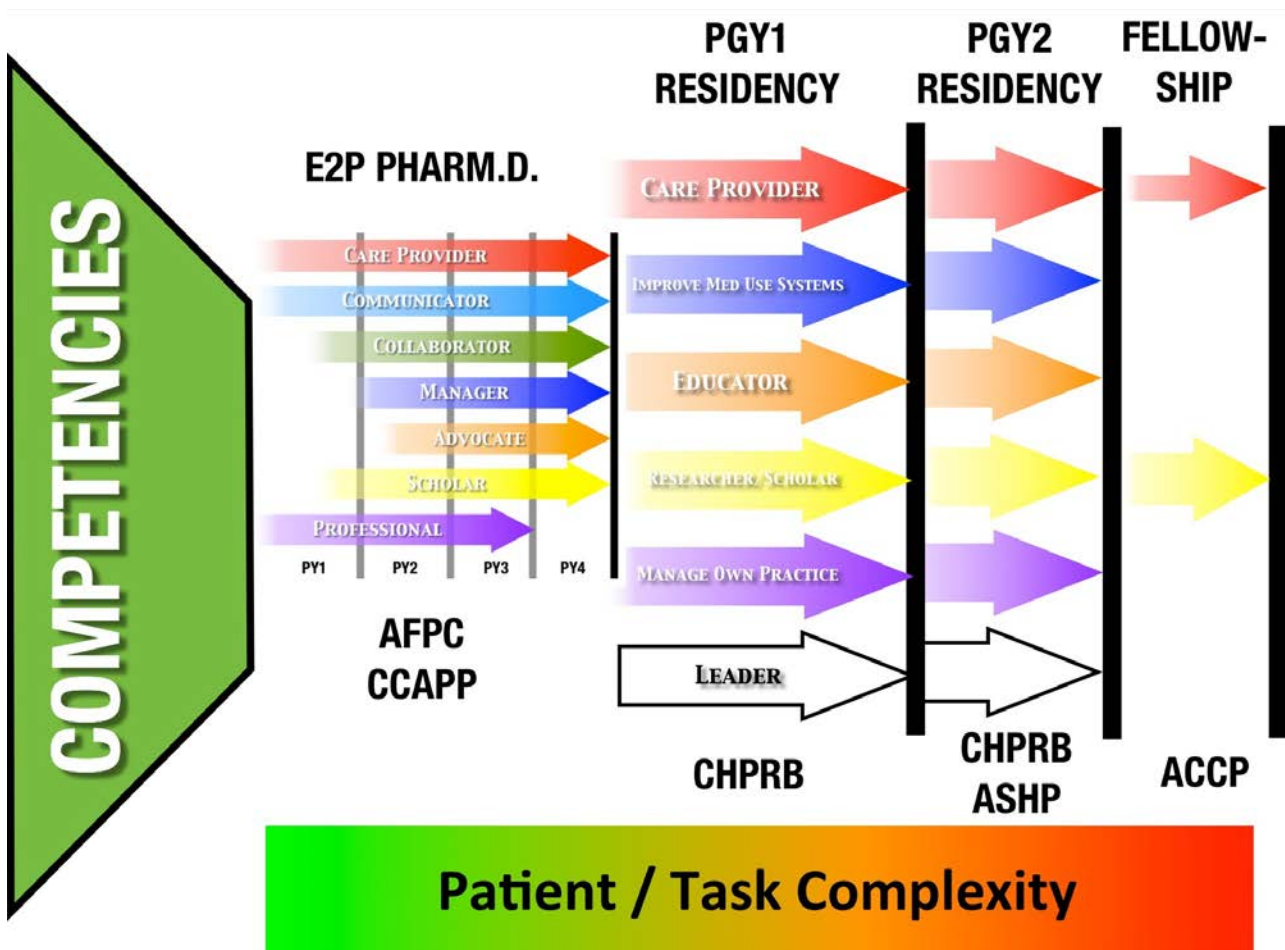 COMPETENCIES
E2P PHARM.D.
CARE PROVIDER
COMMUNICATOR
COLLABORATOR
MANAGER
ADVOCATE
SCHOLAR
PROFESSIONAL
PY1 PY2 PY3 PY4
AFPC
CCAPP
PGY1
RESIDENCY
CARE PROVIDER
IMPROVE MED USE SYSTEMS
EDUCATOR
RESEARCHER/SCHOLAR
MANAGE OWN PRACTICE
LEADER
CHPRB
PGY2
RESIDENCY
CHPRB
ASHP
FELLOW-
SHIP
ACCP
Patient / Task Complexity